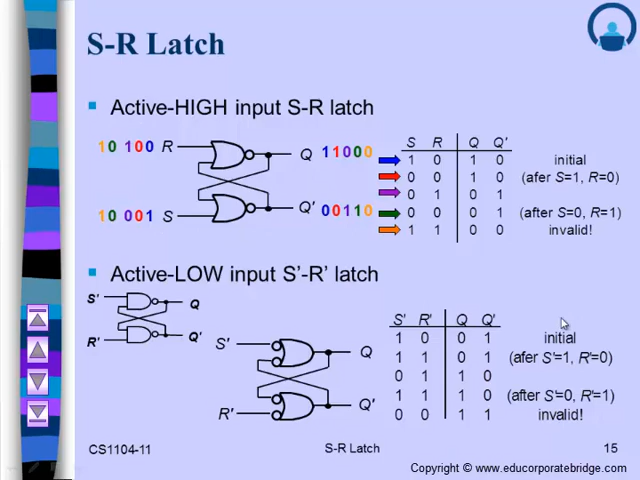 S-R Latch
Active-HIGH input S-R latch
10 100 R
Q 11000
10 001 S
Q' 00110
S R Q Q'
1 0 1 0 initial
0 0 1 0 (afer S=1, R=0)
0 1 0 1
0 0 0 1 (after S=0, R=1)
1 1 0 0 invalid!
Active-LOW input S'-R' latch
S' Q
R' Q'
S' Q
R' Q'
S' R' Q Q'
1 0 0 1 initial
1 1 0 1 (afer S'=1, R'=0)
0 1 1 0
1 1 1 0 (after S'=0, R'=1)
0 0 1 1 invalid!
CS1104-11
S-R Latch
15
Copyright © www.educorporatebridge.com